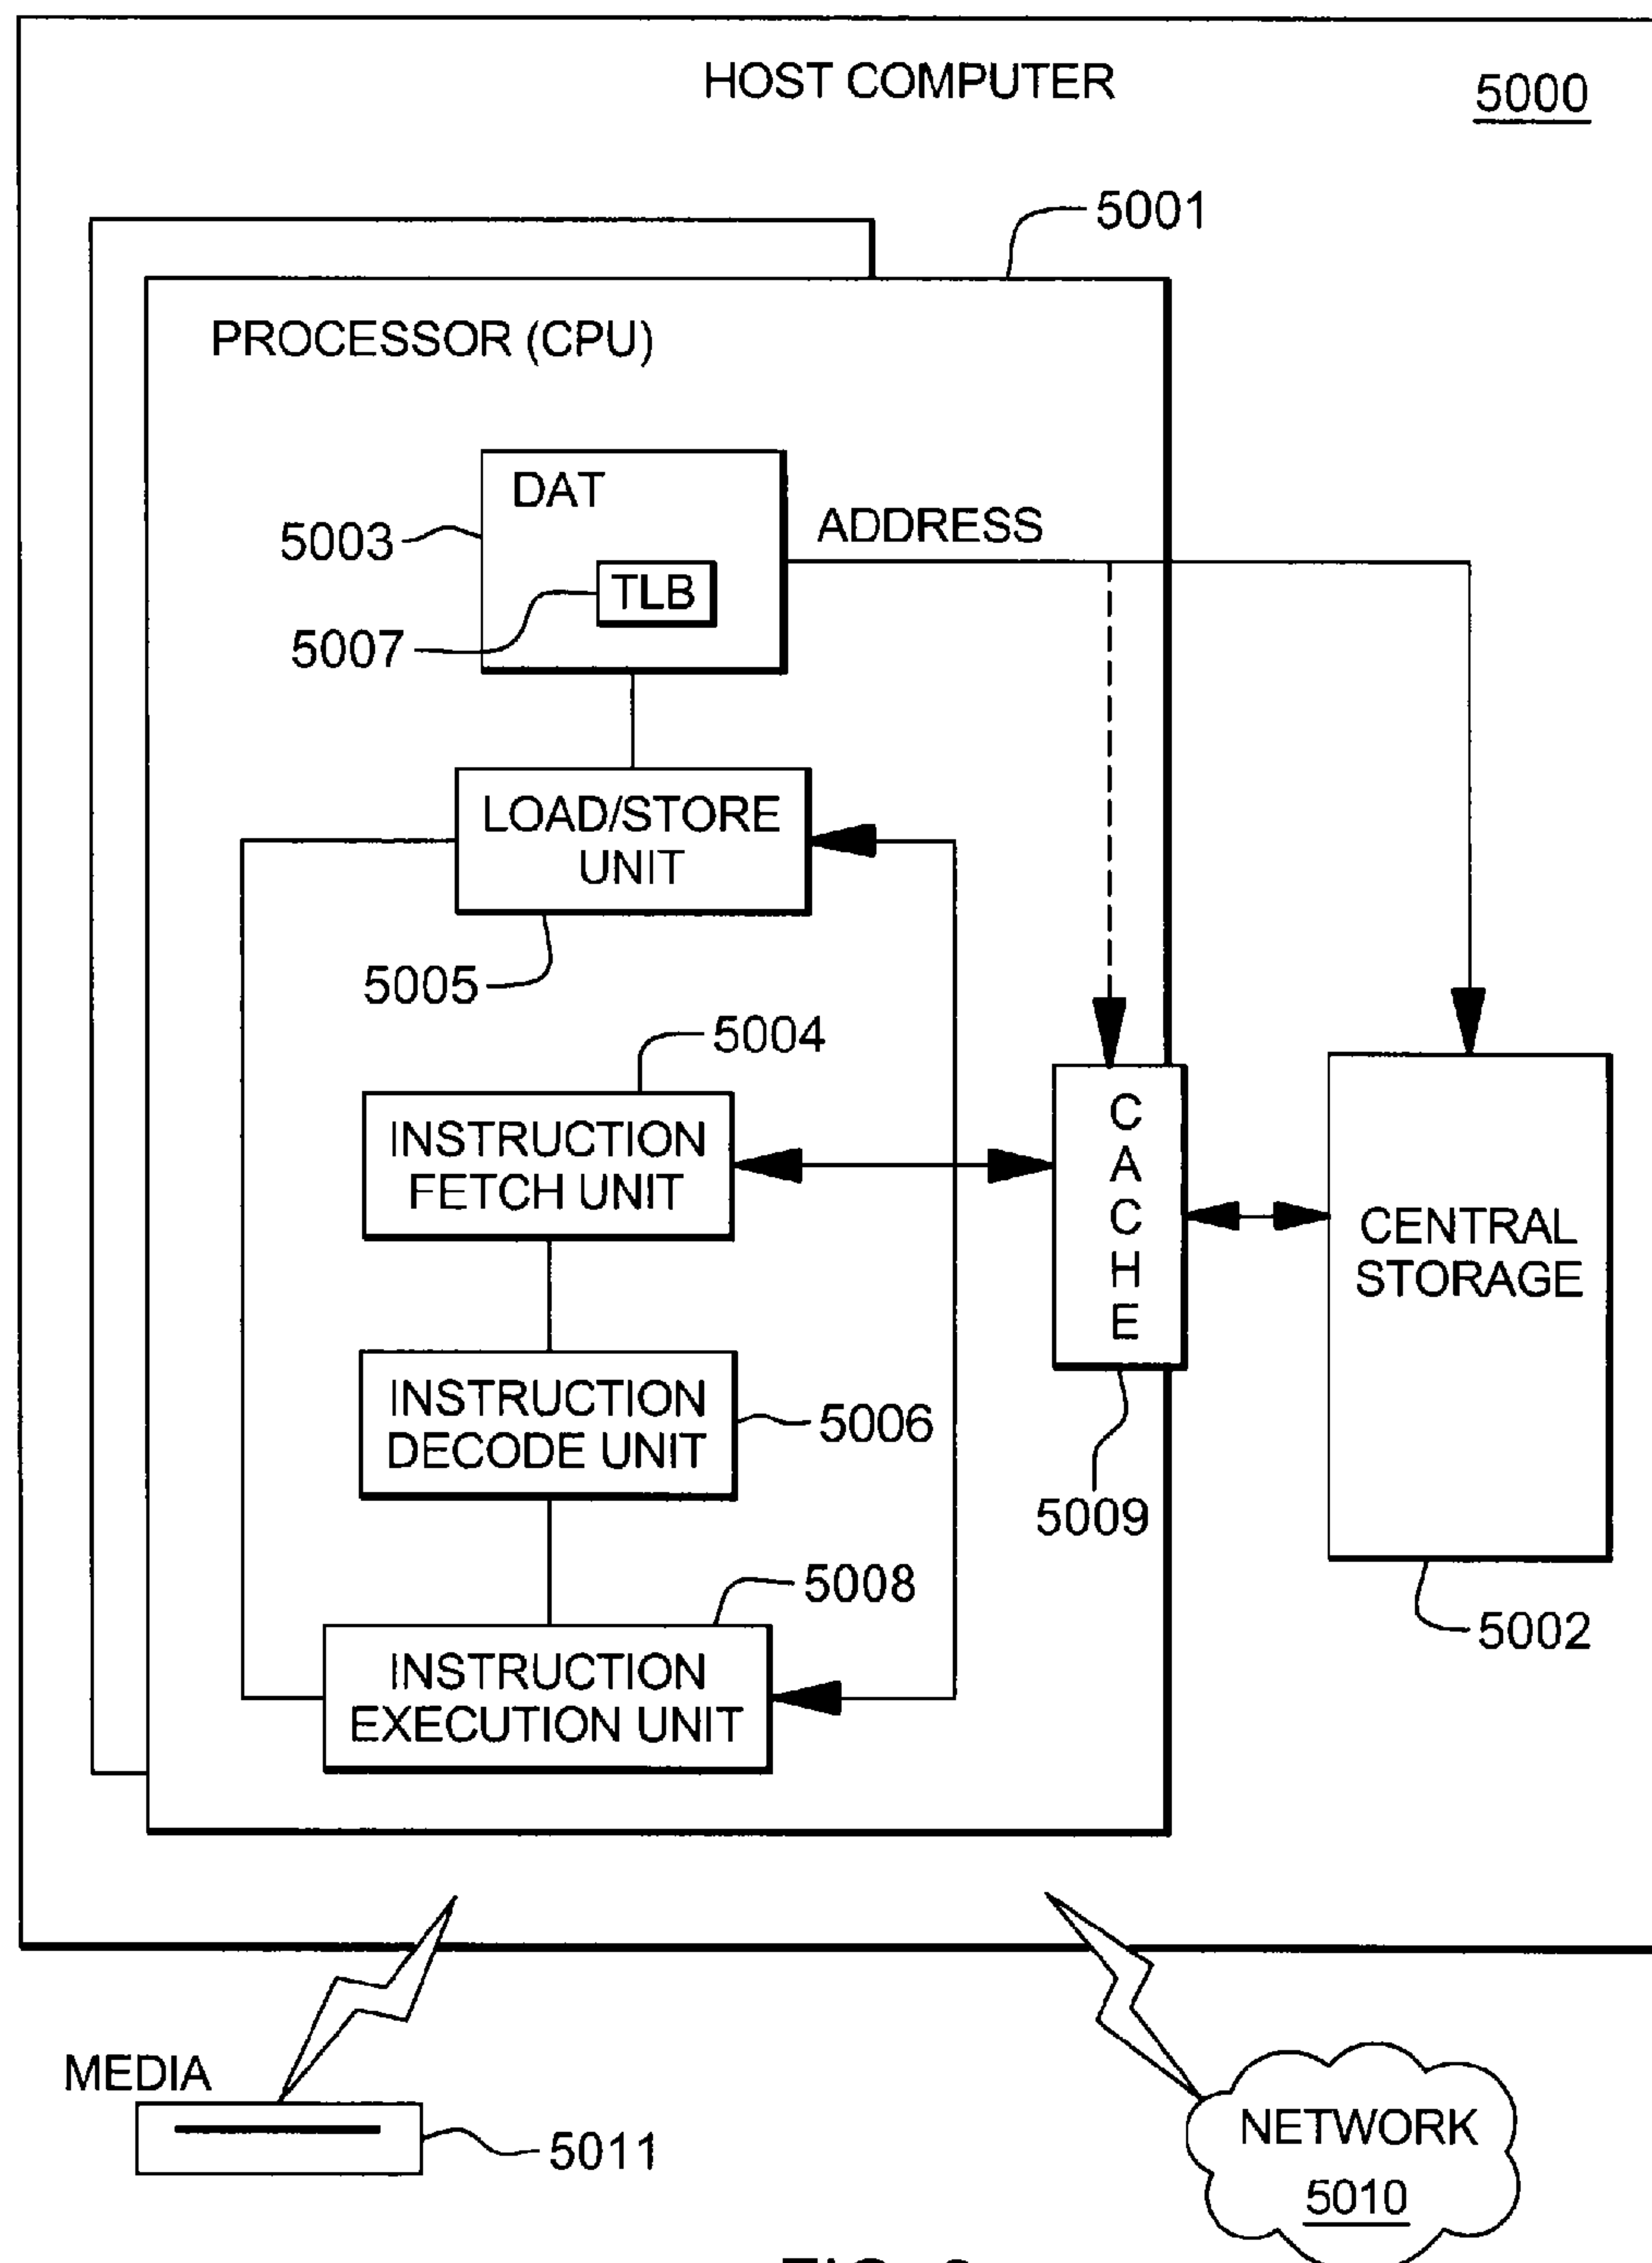 HOST COMPUTER
5000
5001
PROCESSOR (CPU)
DAT
5003
ADDRESS
TLB
5007
LOAD/STORE
UNIT
5005
5004
INSTRUCTION
FETCH UNIT
CACHE
CENTRAL
STORAGE
INSTRUCTION
DECODE UNIT
5006
5009
5008
5002
INSTRUCTION
EXECUTION UNIT
MEDIA
5011
NETWORK
5010